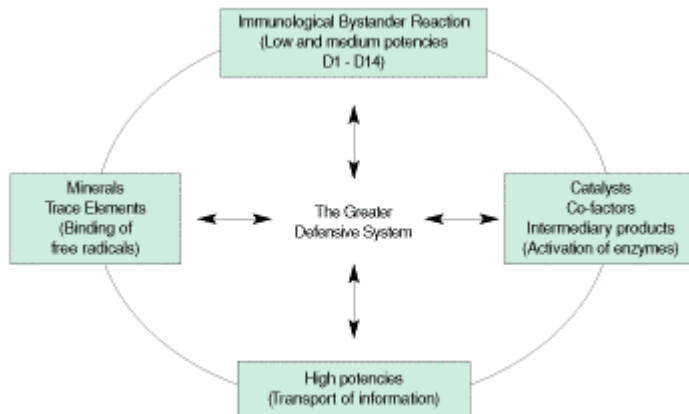 Immunological Bystander Reaction
(Low and medium potencies
D1 - D14)
Minerals
Trace Elements
(Binding of
free radicals)
The Greater
Defensive System
Catalysts
Co-factors
Intermediary products
(Activation of enzymes)
High potencies
(Transport of information)